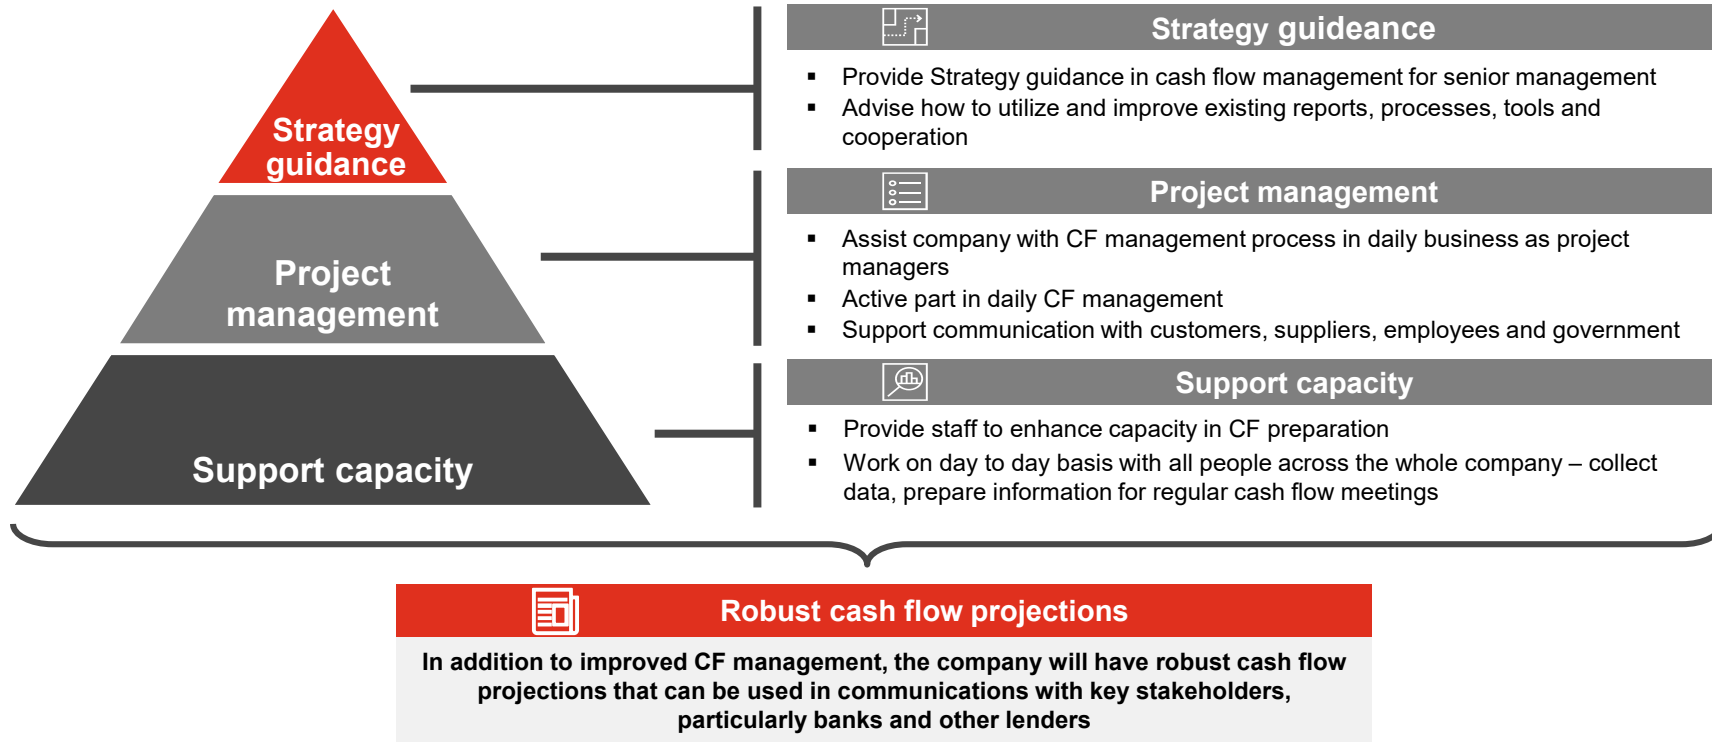 Strategy
guidance
Project
management
Support capacity
Strategy guideance
▪ Provide Strategy guidance in cash flow management for senior management
▪ Advise how to utilize and improve existing reports, processes, tools and
cooperation
Project management
▪ Assist company with CF management process in daily business as project
managers
▪ Active part in daily CF management
▪ Support communication with customers, suppliers, employees and government
Support capacity
▪ Provide staff to enhance capacity in CF preparation
▪ Work on day to day basis with all people across the whole company – collect
data, prepare information for regular cash flow meetings
Robust cash flow projections
In addition to improved CF management, the company will have robust cash flow
projections that can be used in communications with key stakeholders,
particularly banks and other lenders